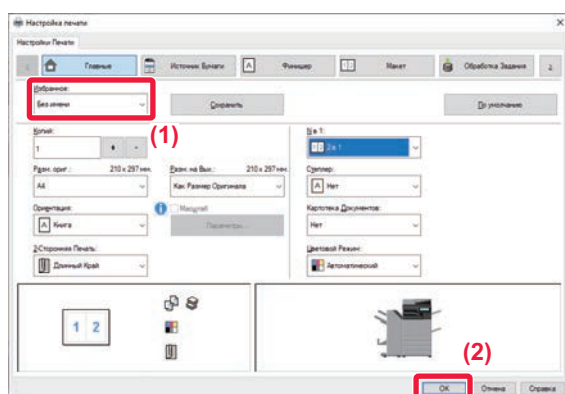 Настройка печати
Настройки Печати
Главные Источник Бумаги Финишер Макет Обработка Задания
Избранное:
Без имени Сохранить По умолчанию
(1)
Копий: N в 1:
1 + - 2 в 1
Разм. ориг.: 210 x 297 мм. Разм. на Вых.: 210 x 297 мм. Степлер:
A4 Как Размер Оригинала Нет
Ориентация: Масштаб Картотека Документов:
Книга Параметры... Нет
2-Сторонняя Печать: Цветовой Режим:
Длинный Край Автоматический
1 2
(2)
OK Отмена Справка